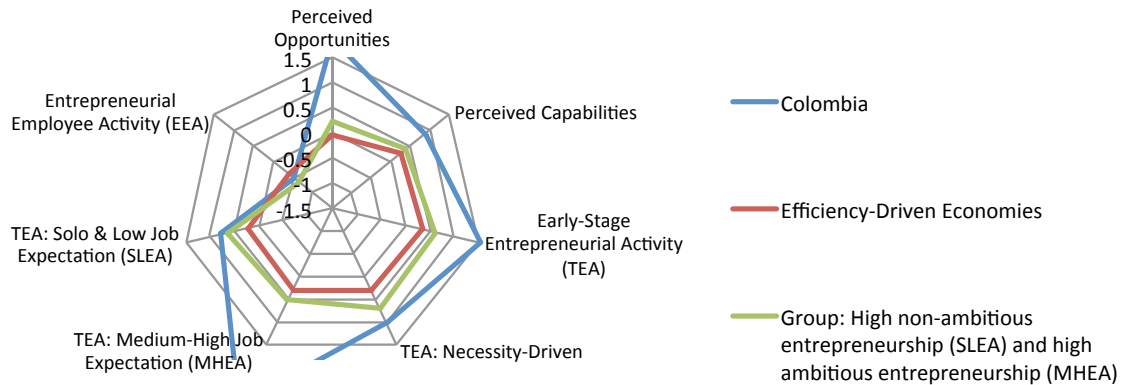 Perceived
Opportunities
1.5
1
0.5
0
-0.5
-1
-1.5
Perceived Capabilities
Early-Stage
Entrepreneurial Activity
(TEA)
TEA: Necessity-Driven
TEA: Medium-High Job
Expectation (MHEA)
TEA: Solo & Low Job
Expectation (SLEA)
Entrepreneurial
Employee Activity (EEA)
Colombia
Efficiency-Driven Economies
Group: High non-ambitious
entrepreneurship (SLEA) and high
ambitious entrepreneurship (MHEA)